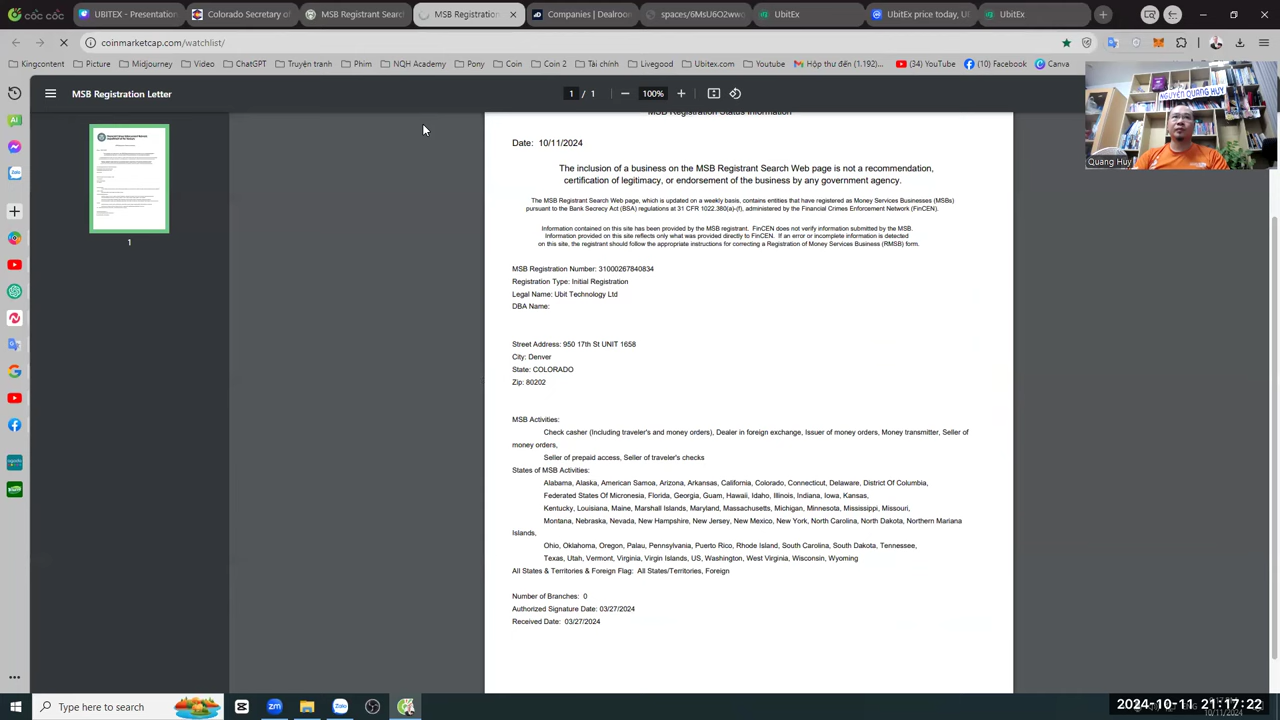 UBITEX - Presentation
Colorado Secretary of S
MSB Registrant Search
MSB Registr
Companies | Dow
spaces/6Ms6U6O2wwo
UbitEx
UbitEx price today, U
UbitEx
coinmarketcap.com/watchlist/
Kingcontent
Picture
Midjourney
Video
ChatGPT
Truyện tranh
Phim
NQH Academy
Pony
Coin
Coin 2
Tài chính
Livegood
Ubitex.com
Youtube
Hộp thư đến (1.192)...
(34) YouTube
(10) Facebook
Canva
MSB Registration Letter
1 / 1
100%
NGUYỄN QUANG HUY
Quang Huy
1
MSB Registration Status Information
Date: 10/11/2024
The inclusion of a business on the MSB Registrant Search Web page is not a recommendation,
certification of legitimacy, or endorsement of the business by any government agency.
The MSB Registrant Search Web page, which is updated on a weekly basis, contains entities that have registered as Money Services Businesses (MSBs)
pursuant to the Bank Secrecy Act (BSA) regulations at 31 CFR 1022.380(a)-(f), administered by the Financial Crimes Enforcement Network (FinCEN).
Information contained on this site has been provided by the MSB registrant. FinCEN does not verify information submitted by the MSB.
Information provided on this site reflects only what was provided directly to FinCEN. If an error or incomplete information is detected
on this site, the registrant should follow the appropriate instructions for correcting a Registration of Money Services Business (RMSB) form.
MSB Registration Number: 31000267840834
Registration Type: Initial Registration
Legal Name: Ubit Technology Ltd
DBA Name:
Street Address: 950 17th St UNIT 1658
City: Denver
State: COLORADO
Zip: 80202
MSB Activities:
Check casher (Including traveler's and money orders), Dealer in foreign exchange, Issuer of money orders, Money transmitter, Seller of
money orders,
Seller of prepaid access, Seller of traveler's checks
States of MSB Activities:
Alabama, Alaska, American Samoa, Arizona, Arkansas, California, Colorado, Connecticut, Delaware, District Of Columbia,
Federated States Of Micronesia, Florida, Georgia, Guam, Hawaii, Idaho, Illinois, Indiana, Iowa, Kansas,
Kentucky, Louisiana, Maine, Marshall Islands, Maryland, Massachusetts, Michigan, Minnesota, Mississippi, Missouri,
Montana, Nebraska, Nevada, New Hampshire, New Jersey, New Mexico, New York, North Carolina, North Dakota, Northern Mariana
Islands,
Ohio, Oklahoma, Oregon, Palau, Pennsylvania, Puerto Rico, Rhode Island, South Carolina, South Dakota, Tennessee,
Texas, Utah, Vermont, Virginia, Virgin Islands, US, Washington, West Virginia, Wisconsin, Wyoming
All States & Territories & Foreign Flag: All States/Territories, Foreign
Number of Branches: 0
Authorized Signature Date: 03/27/2024
Received Date: 03/27/2024
Type here to search
zm
Zalo
2024-10-11 21:17:22
10/11/2024